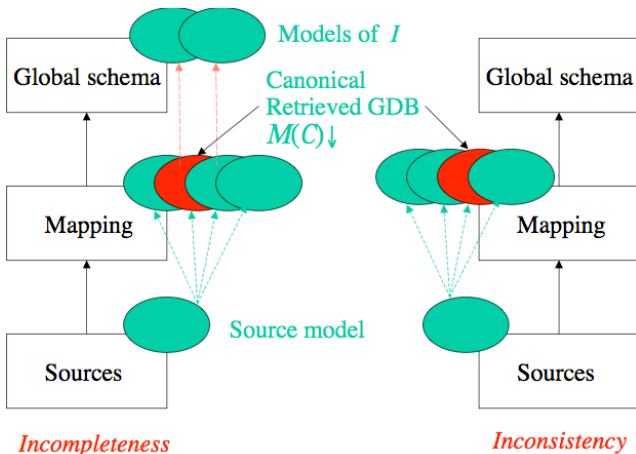 Models of I
Global schema
Global schema
Canonical
Retrieved GDB
M(C)↓
Mapping
Mapping
Source model
Sources
Sources
Incompleteness
Inconsistency